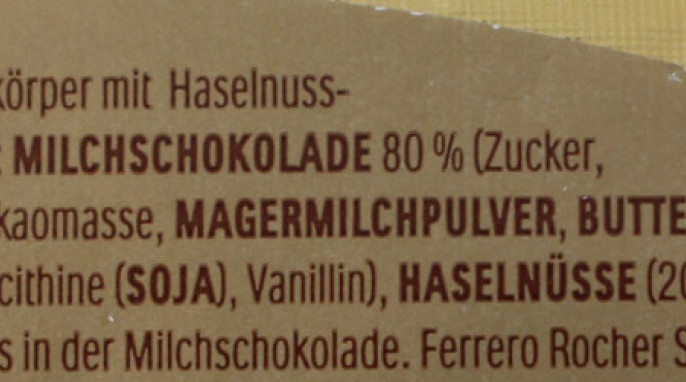 körper mit Haselnuss-
MILCHSCHOKOLADE 80 % (Zucker,
kaomasse, MAGERMILCHPULVER, BUTTE
cithine (SOJA), Vanillin), HASELNÜSSE (20
s in der Milchschokolade. Ferrero Rocher S